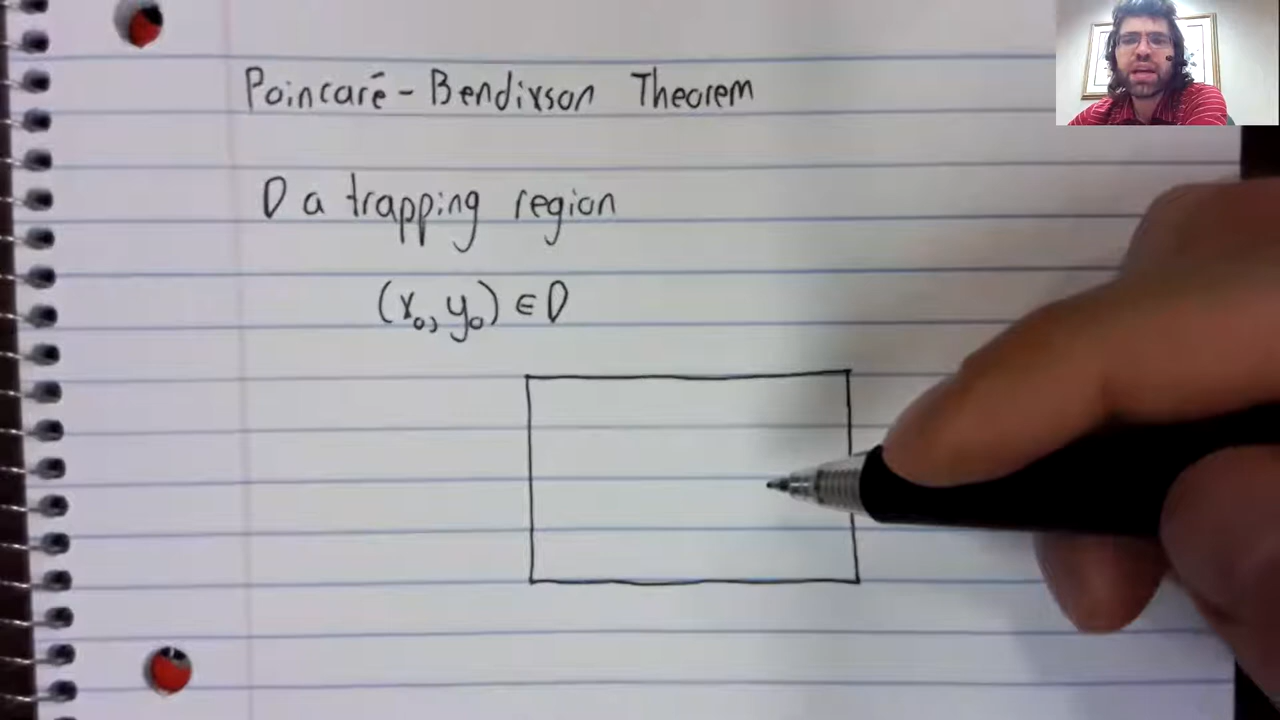 Poincaré - Bendixson Theorem
D a trapping region
(x₀, y₀) ∈ D